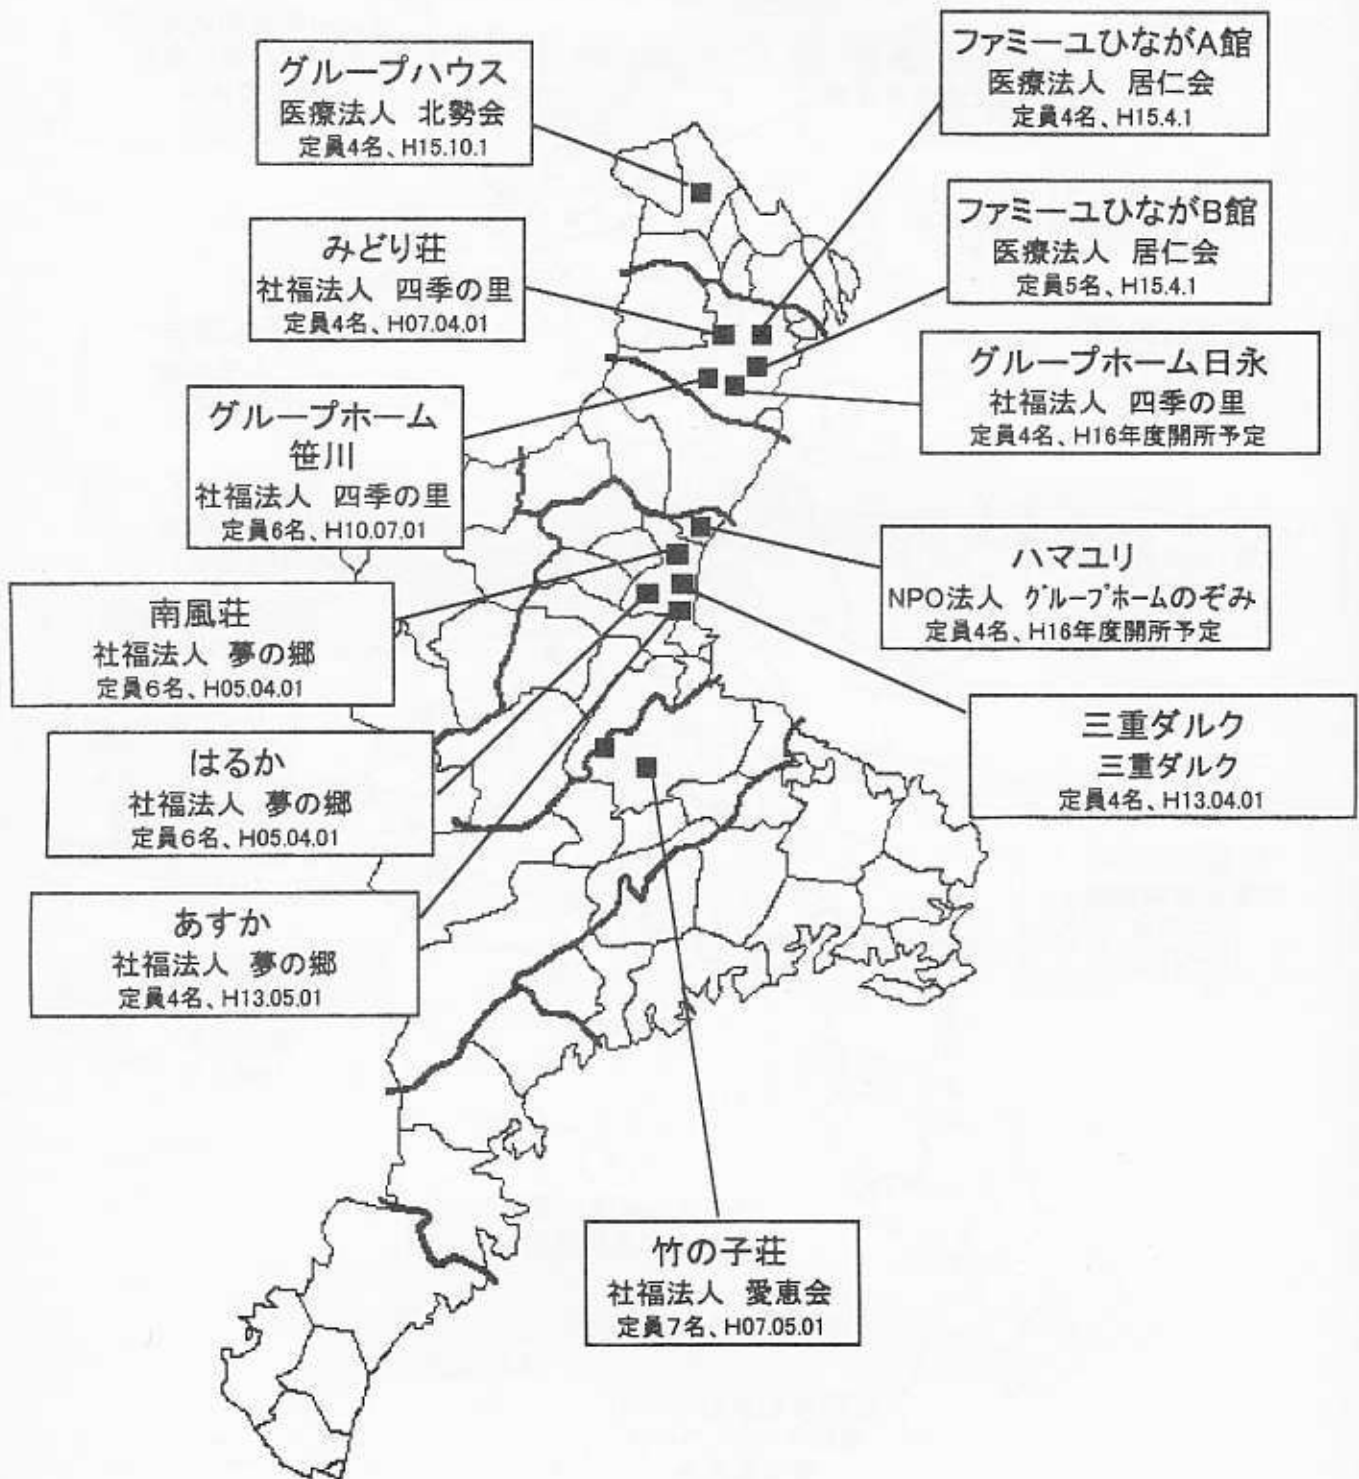 グループハウス
医療法人 北勢会
定員4名、H15.10.1
ファミーユひながA館
医療法人 居仁会
定員4名、H15.4.1
みどり荘
社福法人 四季の里
定員4名、H07.04.01
ファミーユひながB館
医療法人 居仁会
定員5名、H15.4.1
グループホーム日永
社福法人 四季の里
定員4名、H16年度開所予定
グループホーム
笹川
社福法人 四季の里
定員6名、H10.07.01
ハマユリ
NPO法人 グループホームのぞみ
定員4名、H16年度開所予定
南風荘
社福法人 夢の郷
定員6名、H05.04.01
三重ダルク
三重ダルク
定員4名、H13.04.01
はるか
社福法人 夢の郷
定員6名、H05.04.01
あすか
社福法人 夢の郷
定員4名、H13.05.01
竹の子荘
社福法人 愛恵会
定員7名、H07.05.01